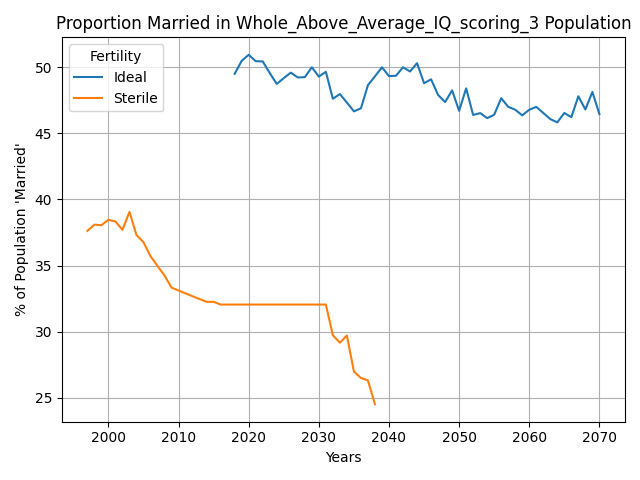 Proportion Married in Whole_Above_Average_IQ_scoring_3 Population
Fertility
Ideal
Sterile
% of Population 'Married'
50
45
40
35
30
25
2000 2010 2020 2030 2040 2050 2060 2070
Years